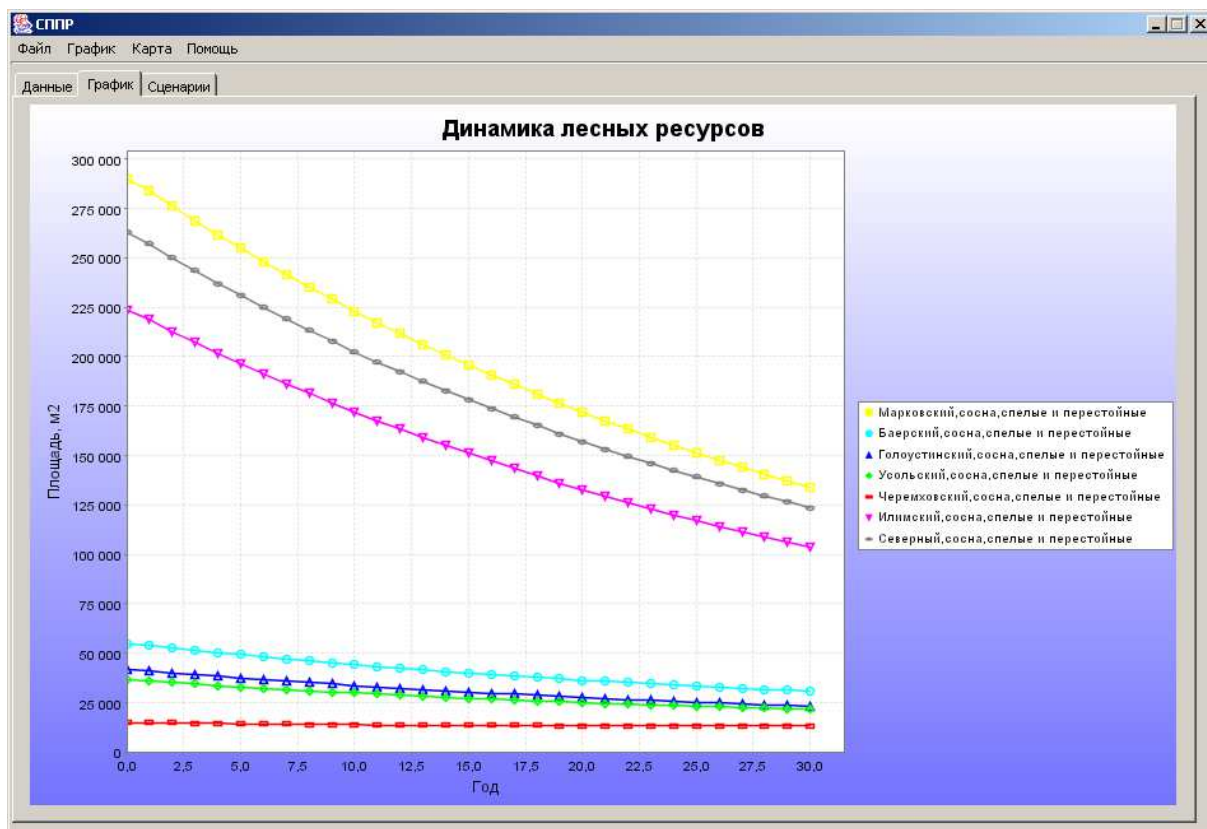 СППР
Файл График Карта Помощь
Данные График Сценарии
Динамика лесных ресурсов
300 000
275 000
250 000
225 000
200 000
175 000
150 000
125 000
100 000
75 000
50 000
25 000
0
Площадь, м2
0,0 2,5 5,0 7,5 10,0 12,5 15,0 17,5 20,0 22,5 25,0 27,5 30,0
Год
Марковский,сосна,спелые и перестойные
Баерский,сосна,спелые и перестойные
Голоустинский,сосна,спелые и перестойные
Усольский,сосна,спелые и перестойные
Черемховский,сосна,спелые и перестойные
Илимский,сосна,спелые и перестойные
Северный,сосна,спелые и перестойные